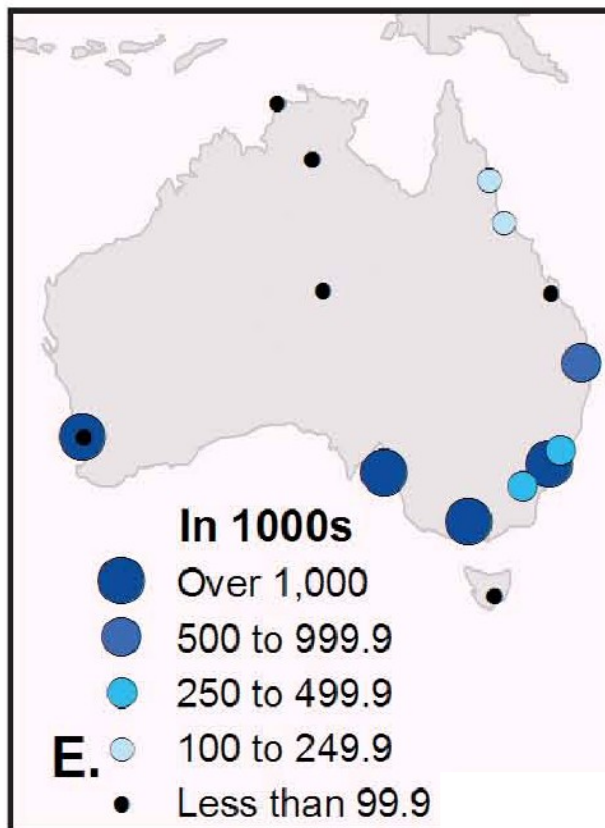 In 1000s
Over 1,000
500 to 999.9
250 to 499.9
E. 100 to 249.9
Less than 99.9